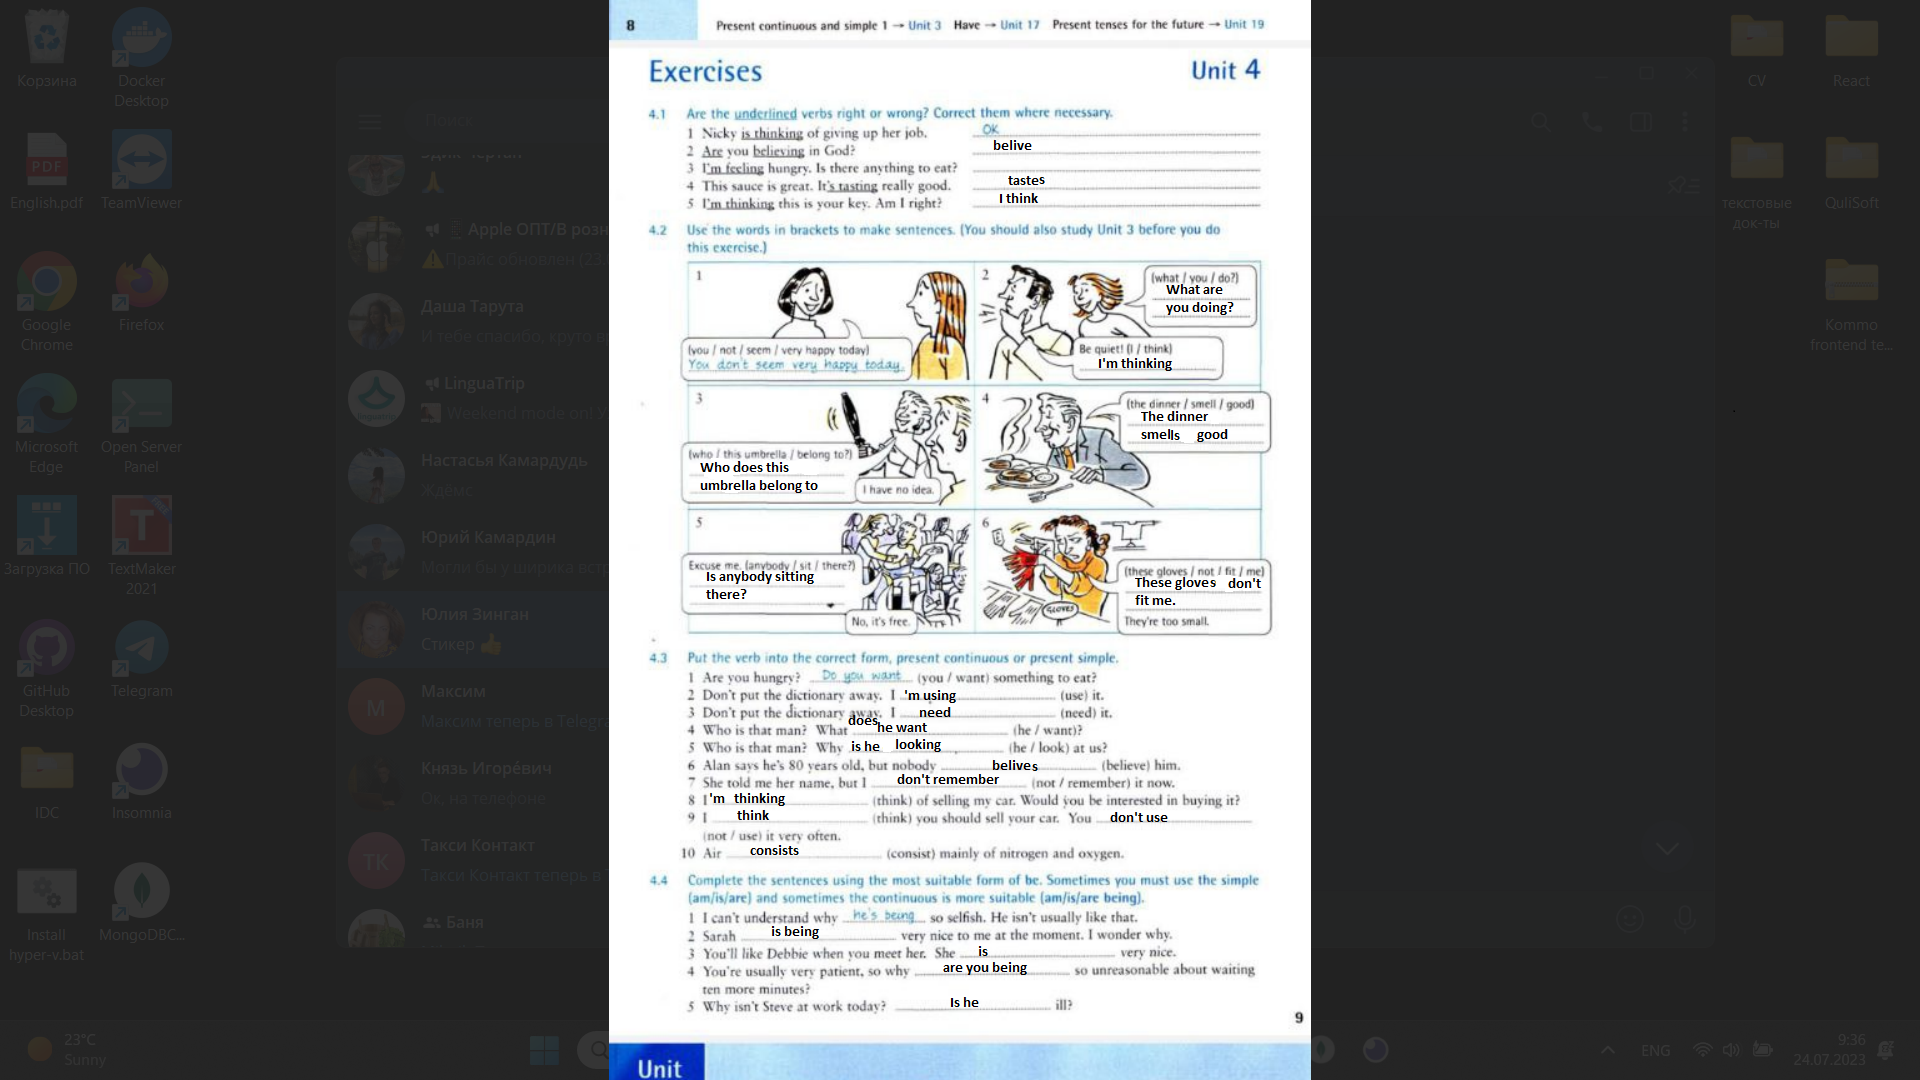 Корзина
Docker
Desktop
English.pdf
TeamViewer
Google
Chrome
Firefox
Microsoft
Edge
Open Server
Panel
Загрузка ПО
TextMaker
2021
GitHub
Desktop
Telegram
IDC
Insomnia
Install
hyper-v.bat
MongoDBC...
23°C
Sunny
Поиск
Apple ОПТ/В розн
Прайс обновлен (23
Даша Тарута
И тебе спасибо, круто
LinguaTrip
Weekend mode on!
Настасья Камардудь
Ждёмс
Юрий Камардин
Могли бы у ширика вст
Юлия Зинган
Стикер 👍
М
Максим
Максим теперь в Telegra
Князь Игоревич
Ок, на телефоне
ТК
Такси Контакт
Такси Контакт теперь в
Баня
8
Present continuous and simple 1 → Unit 3 Have → Unit 17 Present tenses for the future → Unit 19
Exercises
Unit 4
4.1 Are the underlined verbs right or wrong? Correct them where necessary.
1 Nicky is thinking of giving up her job. OK
2 Are you believing in God? belive
3 I'm feeling hungry. Is there anything to eat?
4 This sauce is great. It's tasting really good. tastes
5 I'm thinking this is your key. Am I right? I think
4.2 Use the words in brackets to make sentences. (You should also study Unit 3 before you do
this exercise.)
1
(you / not / seem / very happy today)
You don't seem very happy today.
2
(what / you / do?)
What are
you doing?
Be quiet! (I / think)
I'm thinking
3
(who / this umbrella / belong to?)
Who does this
umbrella belong to
I have no idea.
4
(the dinner / smell / good)
The dinner
smells good
5
Excuse me. (anybody / sit / there?)
Is anybody sitting
there?
No, it's free.
6
GLOVES
(these gloves / not / fit / me)
These gloves don't
fit me.
They're too small.
4.3 Put the verb into the correct form, present continuous or present simple.
1 Are you hungry? Do you want (you / want) something to eat?
2 Don't put the dictionary away. I 'm using (use) it.
3 Don't put the dictionary away. I need (need) it.
4 Who is that man? What does he want (he / want)?
5 Who is that man? Why is he looking (he / look) at us?
6 Alan says he's 80 years old, but nobody belives (believe) him.
7 She told me her name, but I don't remember (not / remember) it now.
8 I 'm thinking (think) of selling my car. Would you be interested in buying it?
9 I think (think) you should sell your car. You don't use
(not / use) it very often.
10 Air consists (consist) mainly of nitrogen and oxygen.
4.4 Complete the sentences using the most suitable form of be. Sometimes you must use the simple
(am/is/are) and sometimes the continuous is more suitable (am/is/are being).
1 I can't understand why he's being so selfish. He isn't usually like that.
2 Sarah is being very nice to me at the moment. I wonder why.
3 You'll like Debbie when you meet her. She is very nice.
4 You're usually very patient, so why are you being so unreasonable about waiting
ten more minutes?
5 Why isn't Steve at work today? Is he ill?
9
Unit
CV
React
текстовые
док-ты
QuliSoft
Kommo
frontend te...
ENG
9:36
24.07.2023